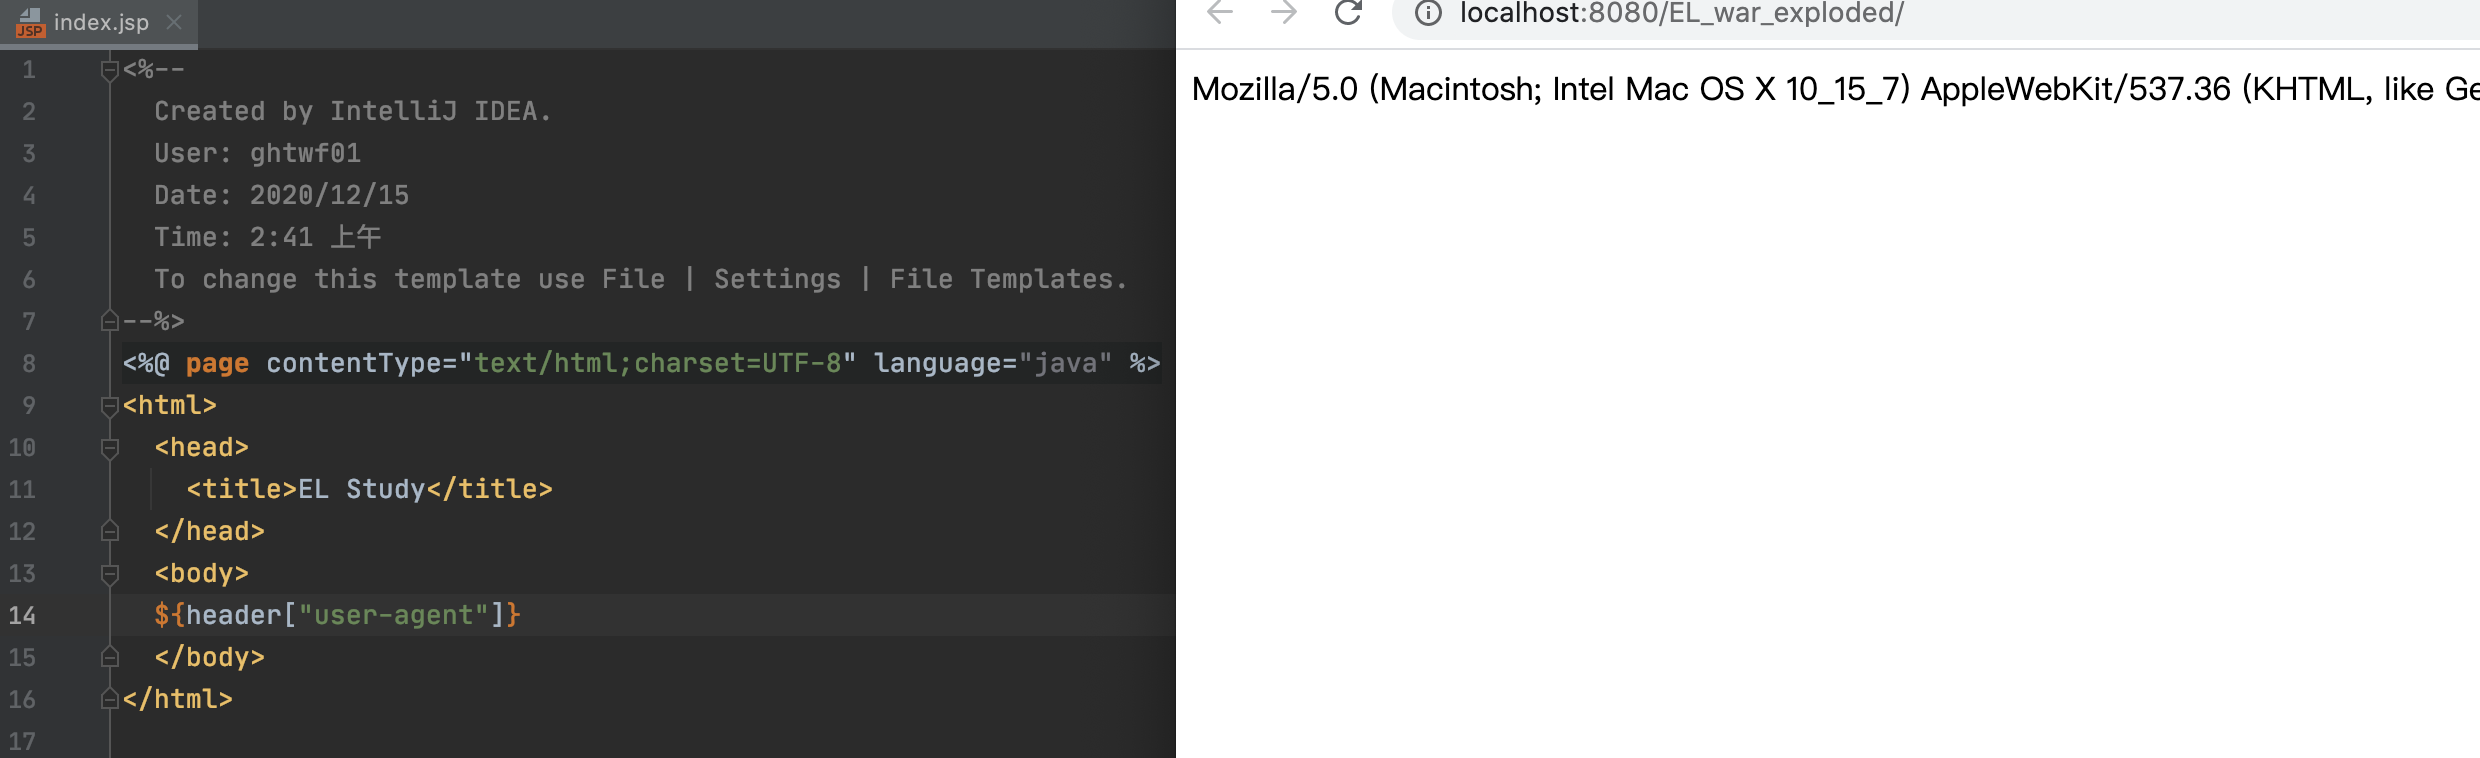 index.jsp
JSP
1 <%--
2 Created by IntelliJ IDEA.
3 User: ghtwf01
4 Date: 2020/12/15
5 Time: 2:41 上午
6 To change this template use File | Settings | File Templates.
7 --%>
8 <%@ page contentType="text/html;charset=UTF-8" language="java" %>
9 <html>
10 <head>
11 <title>EL Study</title>
12 </head>
13 <body>
14 ${header["user-agent"]}
15 </body>
16 </html>
17
localhost:8080/EL_war_exploded/
Mozilla/5.0 (Macintosh; Intel Mac OS X 10_15_7) AppleWebKit/537.36 (KHTML, like Ge